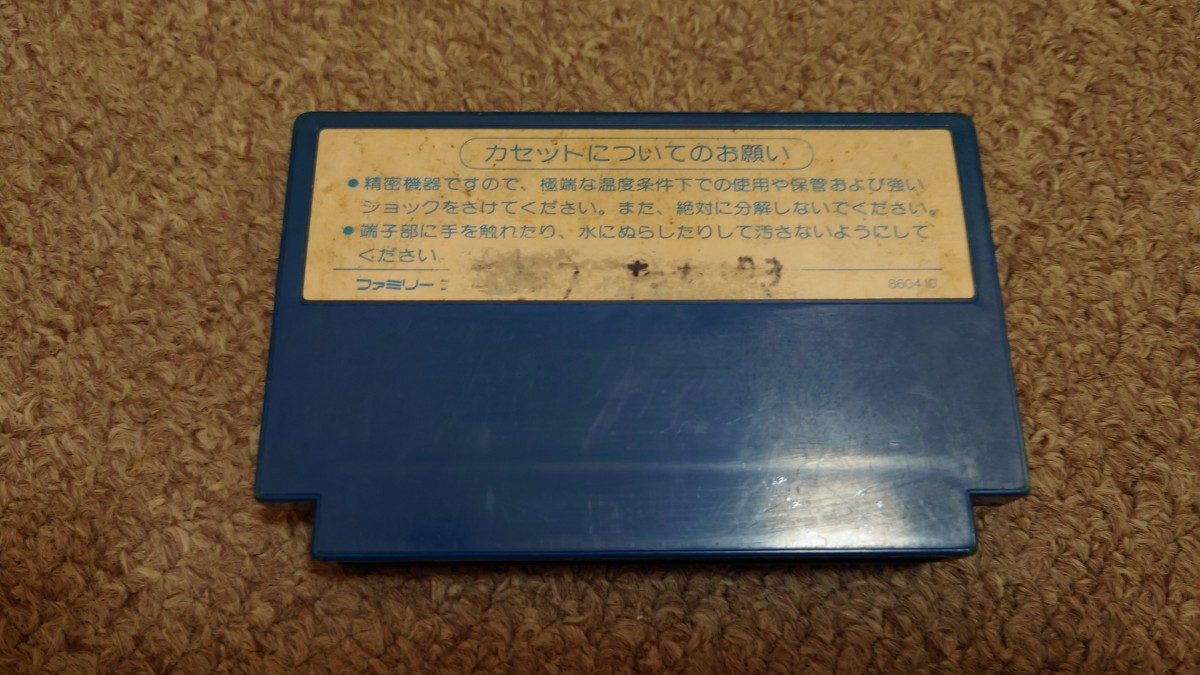 カセットについてのお願い
●精密機器ですので、極端な温度条件下での使用や保管および強い
ショックをさけてください。また、絶対に分解しないでください。
●端子部に手を触れたり、水にぬらしたりして汚さないようにして
ください
ファミリー
860410